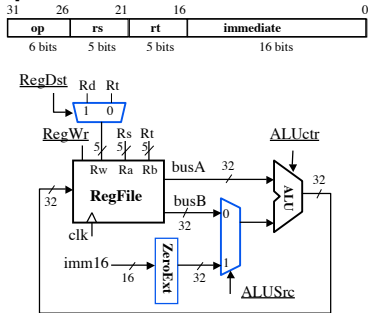 31 26 21 16 0
op rs rt immediate
6 bits 5 bits 5 bits 16 bits
RegDst Rd Rt
1 0
RegWr Rs Rt ALUctr
5 5 5 busA 32
Rw Ra Rb 32
32 RegFile busB ALU
clk 32 0
imm16 16 ZeroExt 32 1
ALUSrc